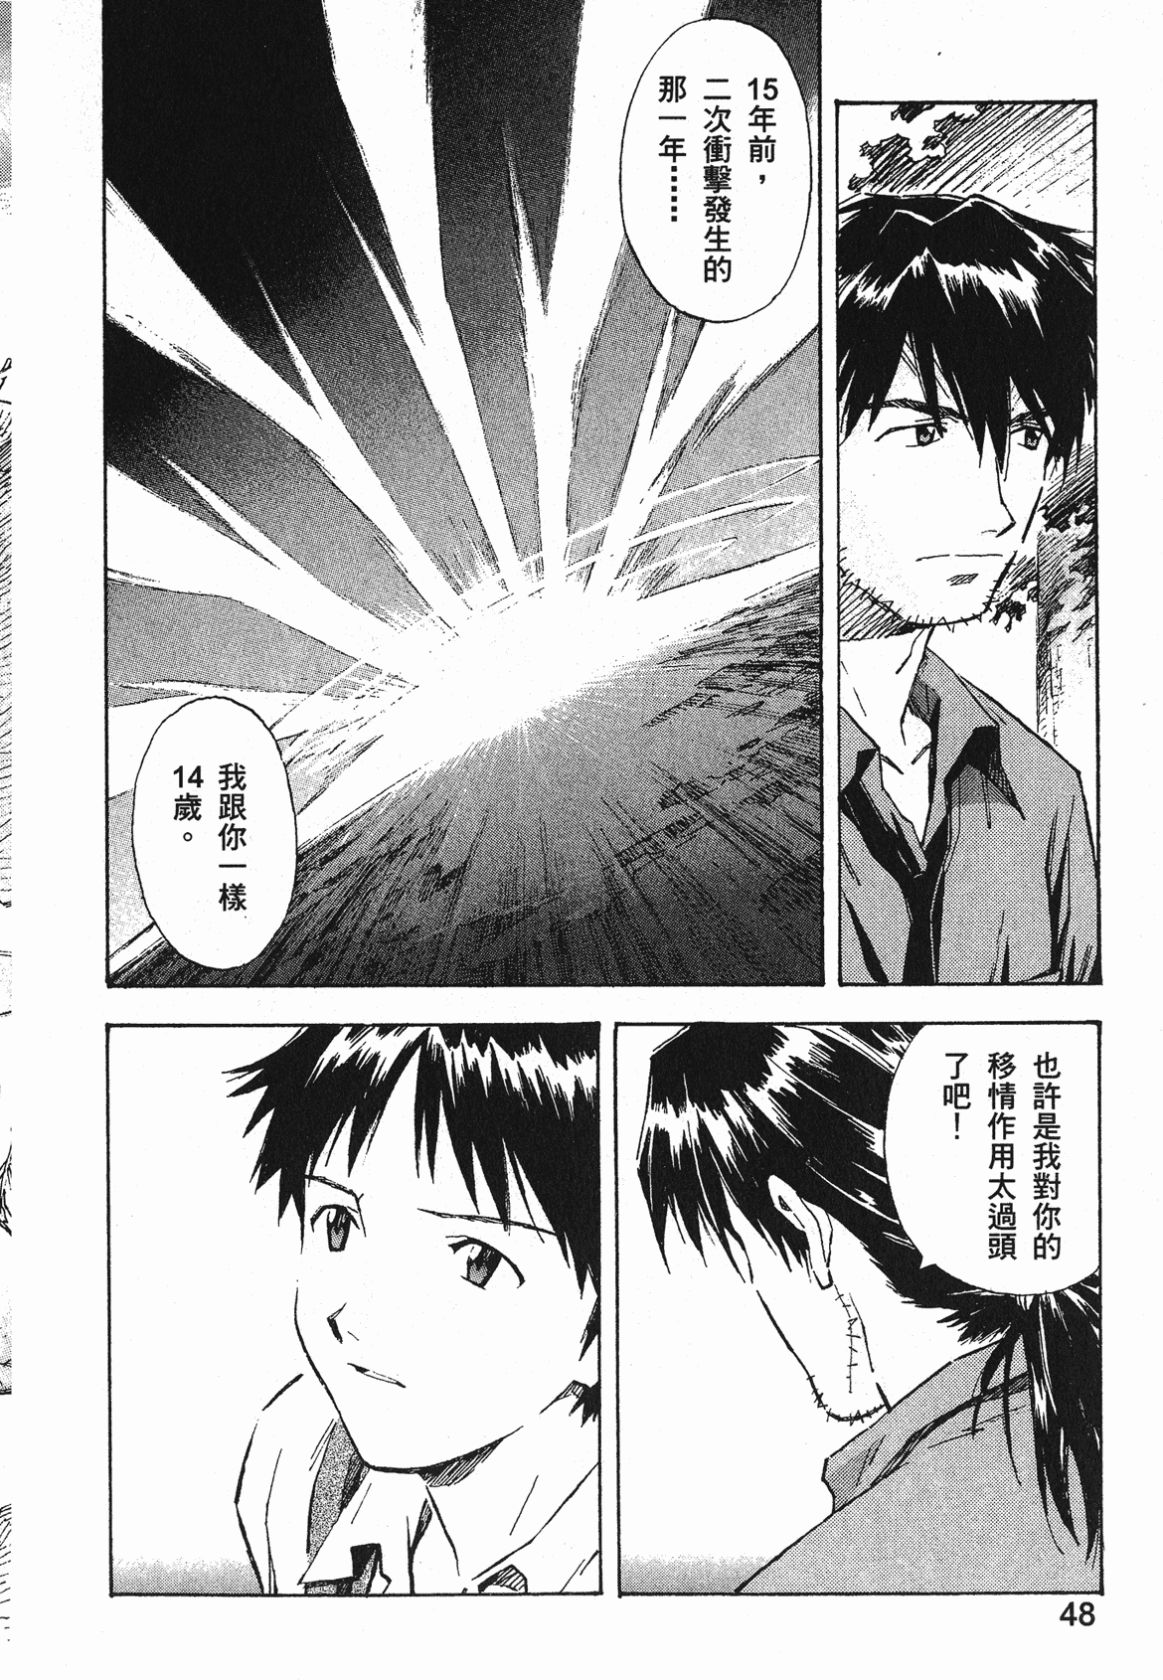 15年前，
二次衝擊發生的
那一年……
我跟你一樣
14歲。
也許是我對你的
移情作用太過頭
了吧！
48